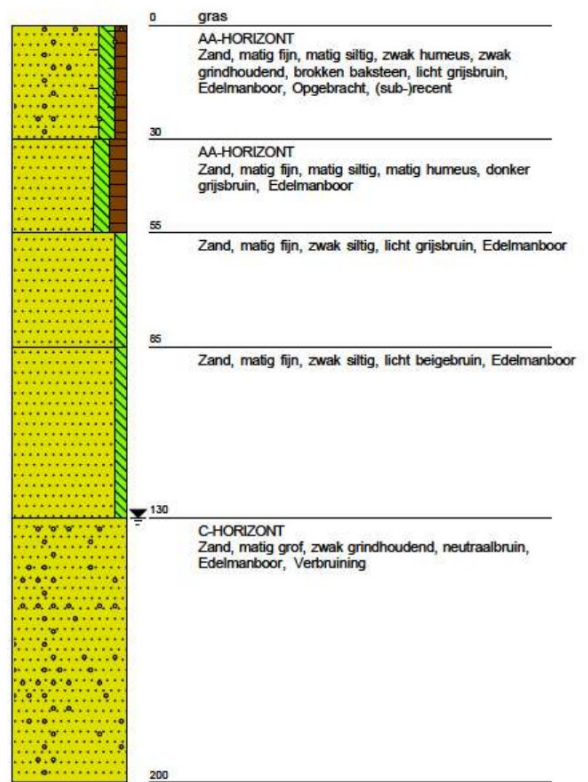 0 gras
AA-HORIZONT
Zand, matig fijn, matig siltig, zwak humeus, zwak
grindhoudend, brokken baksteen, licht grijsbruin,
Edelmanboor, Opgebracht, (sub-)recent
30
AA-HORIZONT
Zand, matig fijn, matig siltig, matig humeus, donker
grijsbruin, Edelmanboor
55
Zand, matig fijn, zwak siltig, licht grijsbruin, Edelmanboor
85
Zand, matig fijn, zwak siltig, licht beigebruin, Edelmanboor
130
C-HORIZONT
Zand, matig grof, zwak grindhoudend, neutraalbruin,
Edelmanboor, Verbruining
200